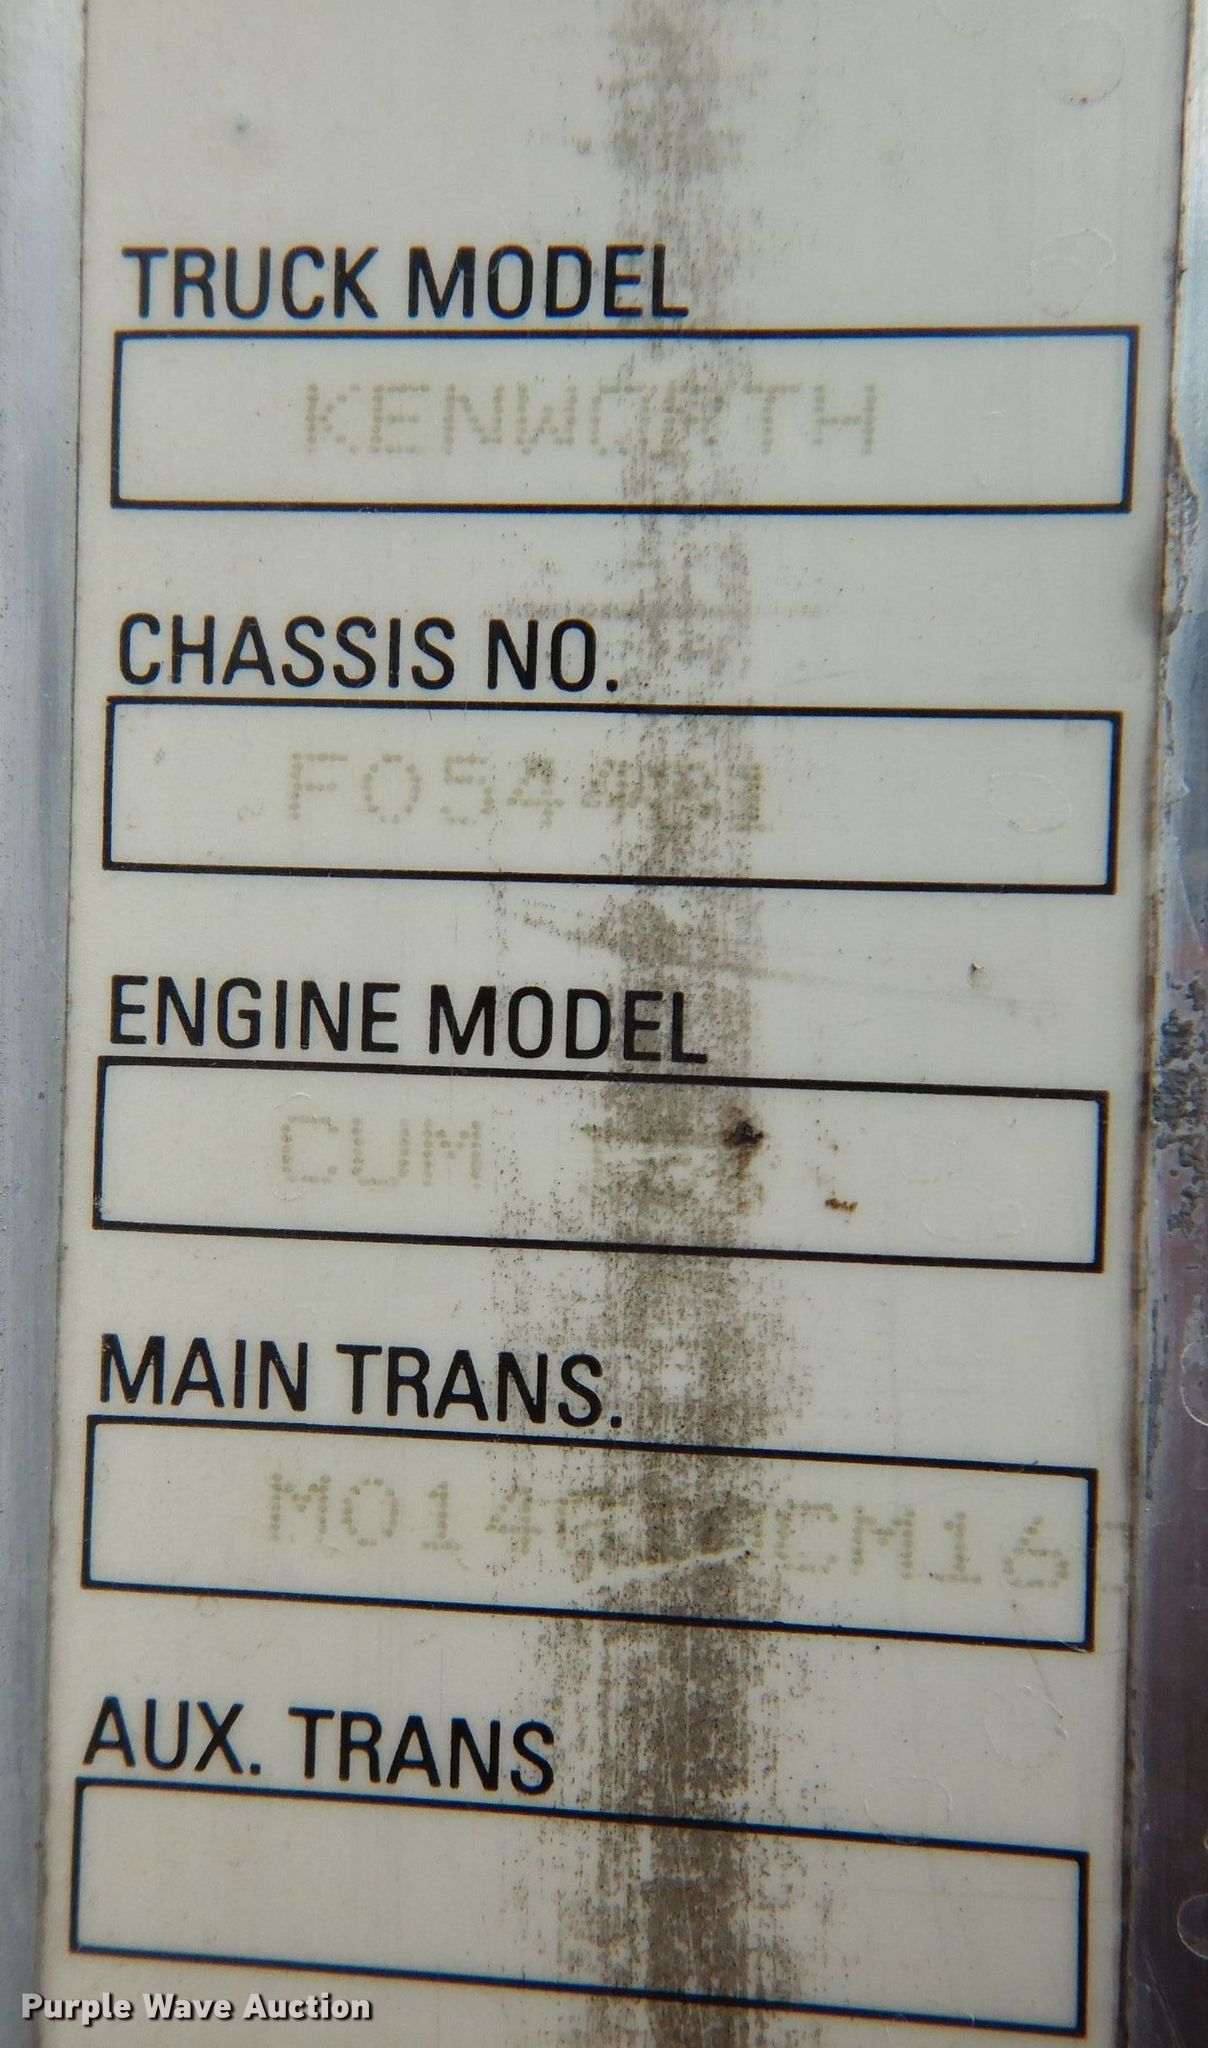 TRUCK MODEL
KENWORTH
CHASSIS NO.
ENGINE MODEL
CUM
MAIN TRANS.
AUX. TRANS
Purple Wave Auction